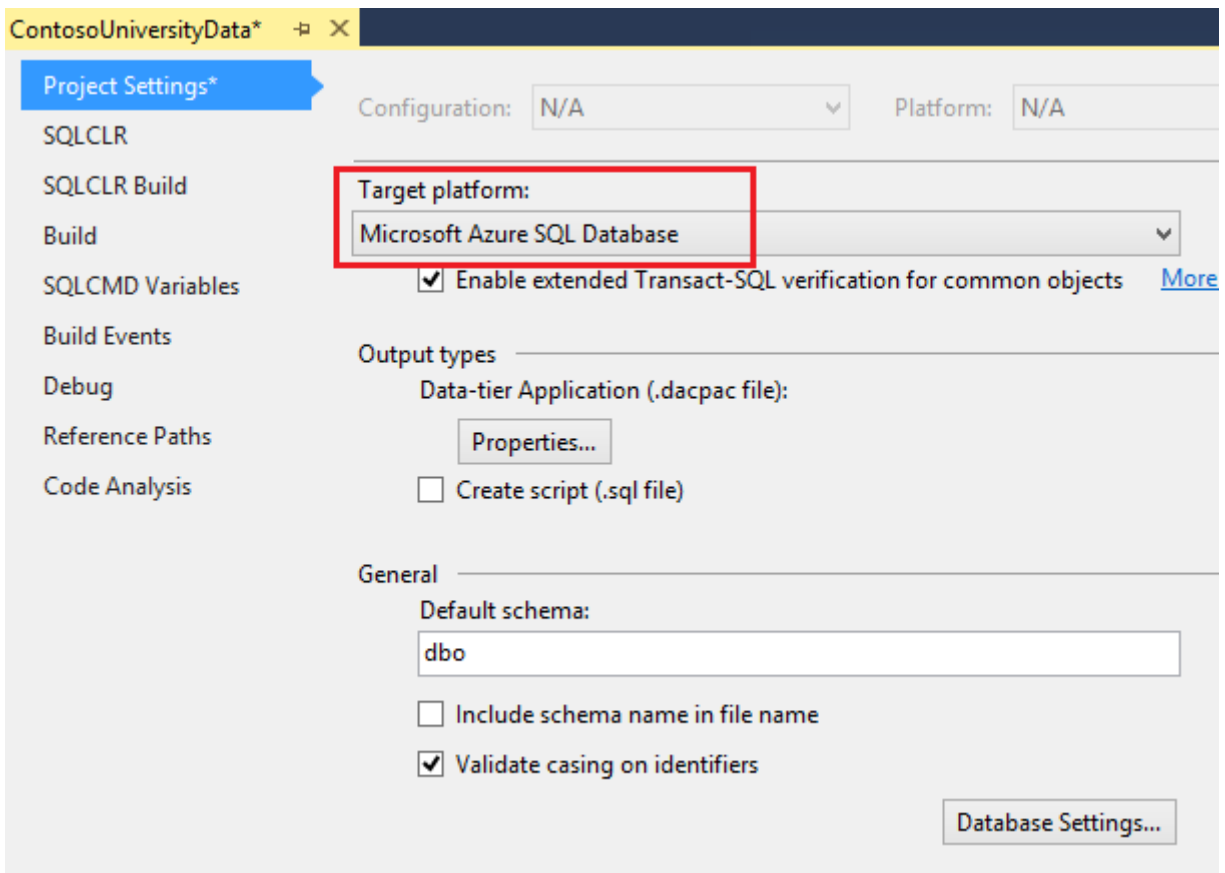 ContosoUniversityData*
Project Settings*
SQLCLR
SQLCLR Build
Build
SQLCMD Variables
Build Events
Debug
Reference Paths
Code Analysis
Configuration: N/A Platform: N/A
Target platform:
Microsoft Azure SQL Database
Enable extended Transact-SQL verification for common objects More
Output types
Data-tier Application (.dacpac file):
Properties...
Create script (.sql file)
General
Default schema:
dbo
Include schema name in file name
Validate casing on identifiers
Database Settings...